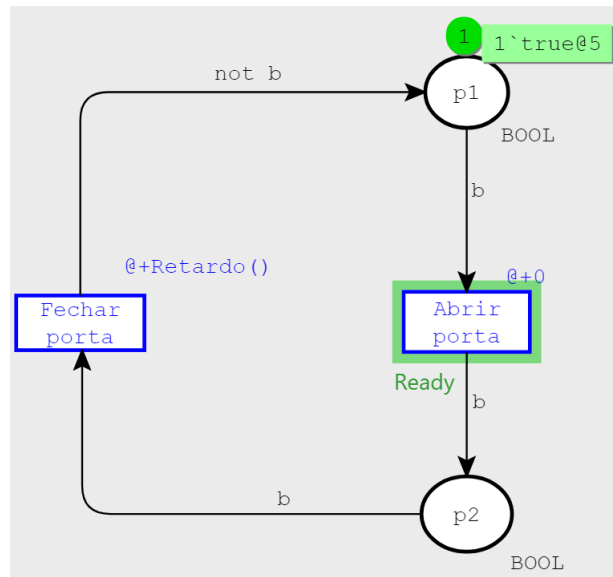 1
1`true@5
not b
p1
BOOL
b
@+Retardo()
@+0
Fechar
porta
Abrir
porta
Ready
b
b
p2
BOOL